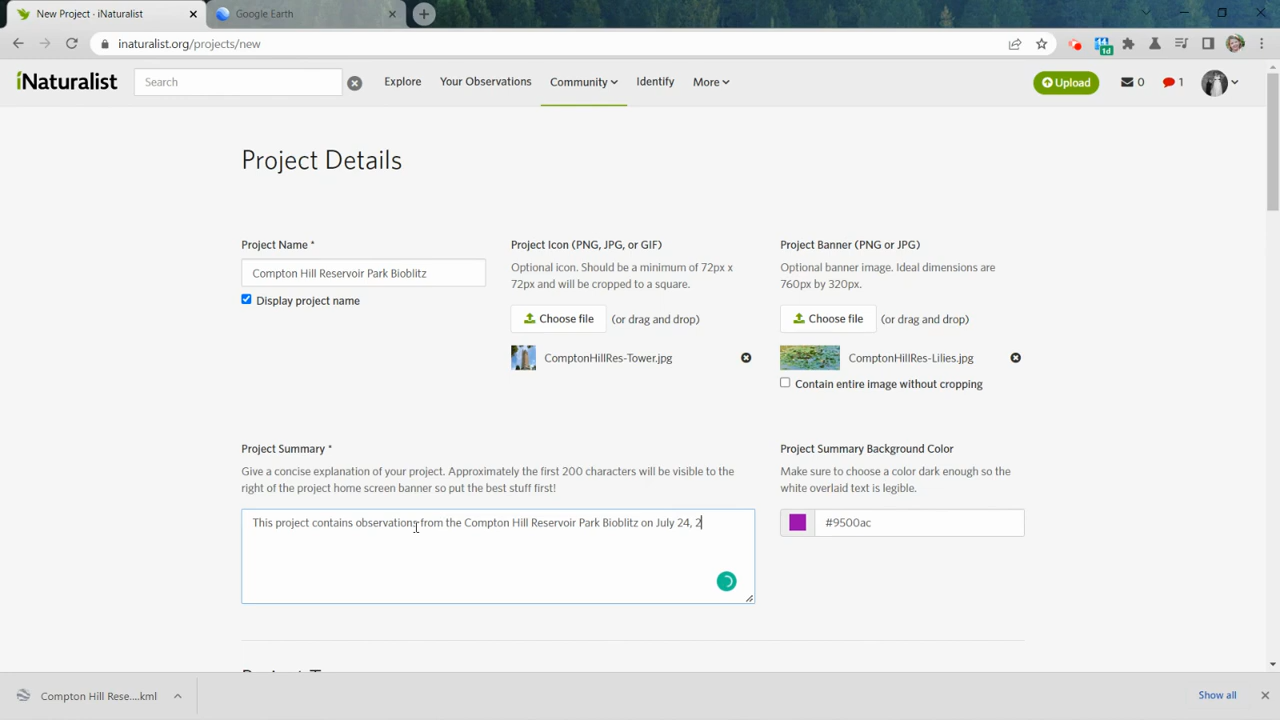 New Project - iNaturalist
Google Earth
inaturalist.org/projects/new
1d
iNaturalist
Search
Explore
Your Observations
Community
Identify
More
Upload
0
1
Project Details
Project Name *
Compton Hill Reservoir Park Bioblitz
Display project name
Project Icon (PNG, JPG, or GIF)
Optional icon. Should be a minimum of 72px x
72px and will be cropped to a square.
Choose file (or drag and drop)
ComptonHillRes-Tower.jpg
Project Banner (PNG or JPG)
Optional banner image. Ideal dimensions are
760px by 320px.
Choose file (or drag and drop)
ComptonHillRes-Lilies.jpg
Contain entire image without cropping
Project Summary *
Give a concise explanation of your project. Approximately the first 200 characters will be visible to the
right of the project home screen banner so put the best stuff first!
This project contains observations from the Compton Hill Reservoir Park Bioblitz on July 24, 2
Project Summary Background Color
Make sure to choose a color dark enough so the
white overlaid text is legible.
#9500ac
Compton Hill Rese....kml
Show all